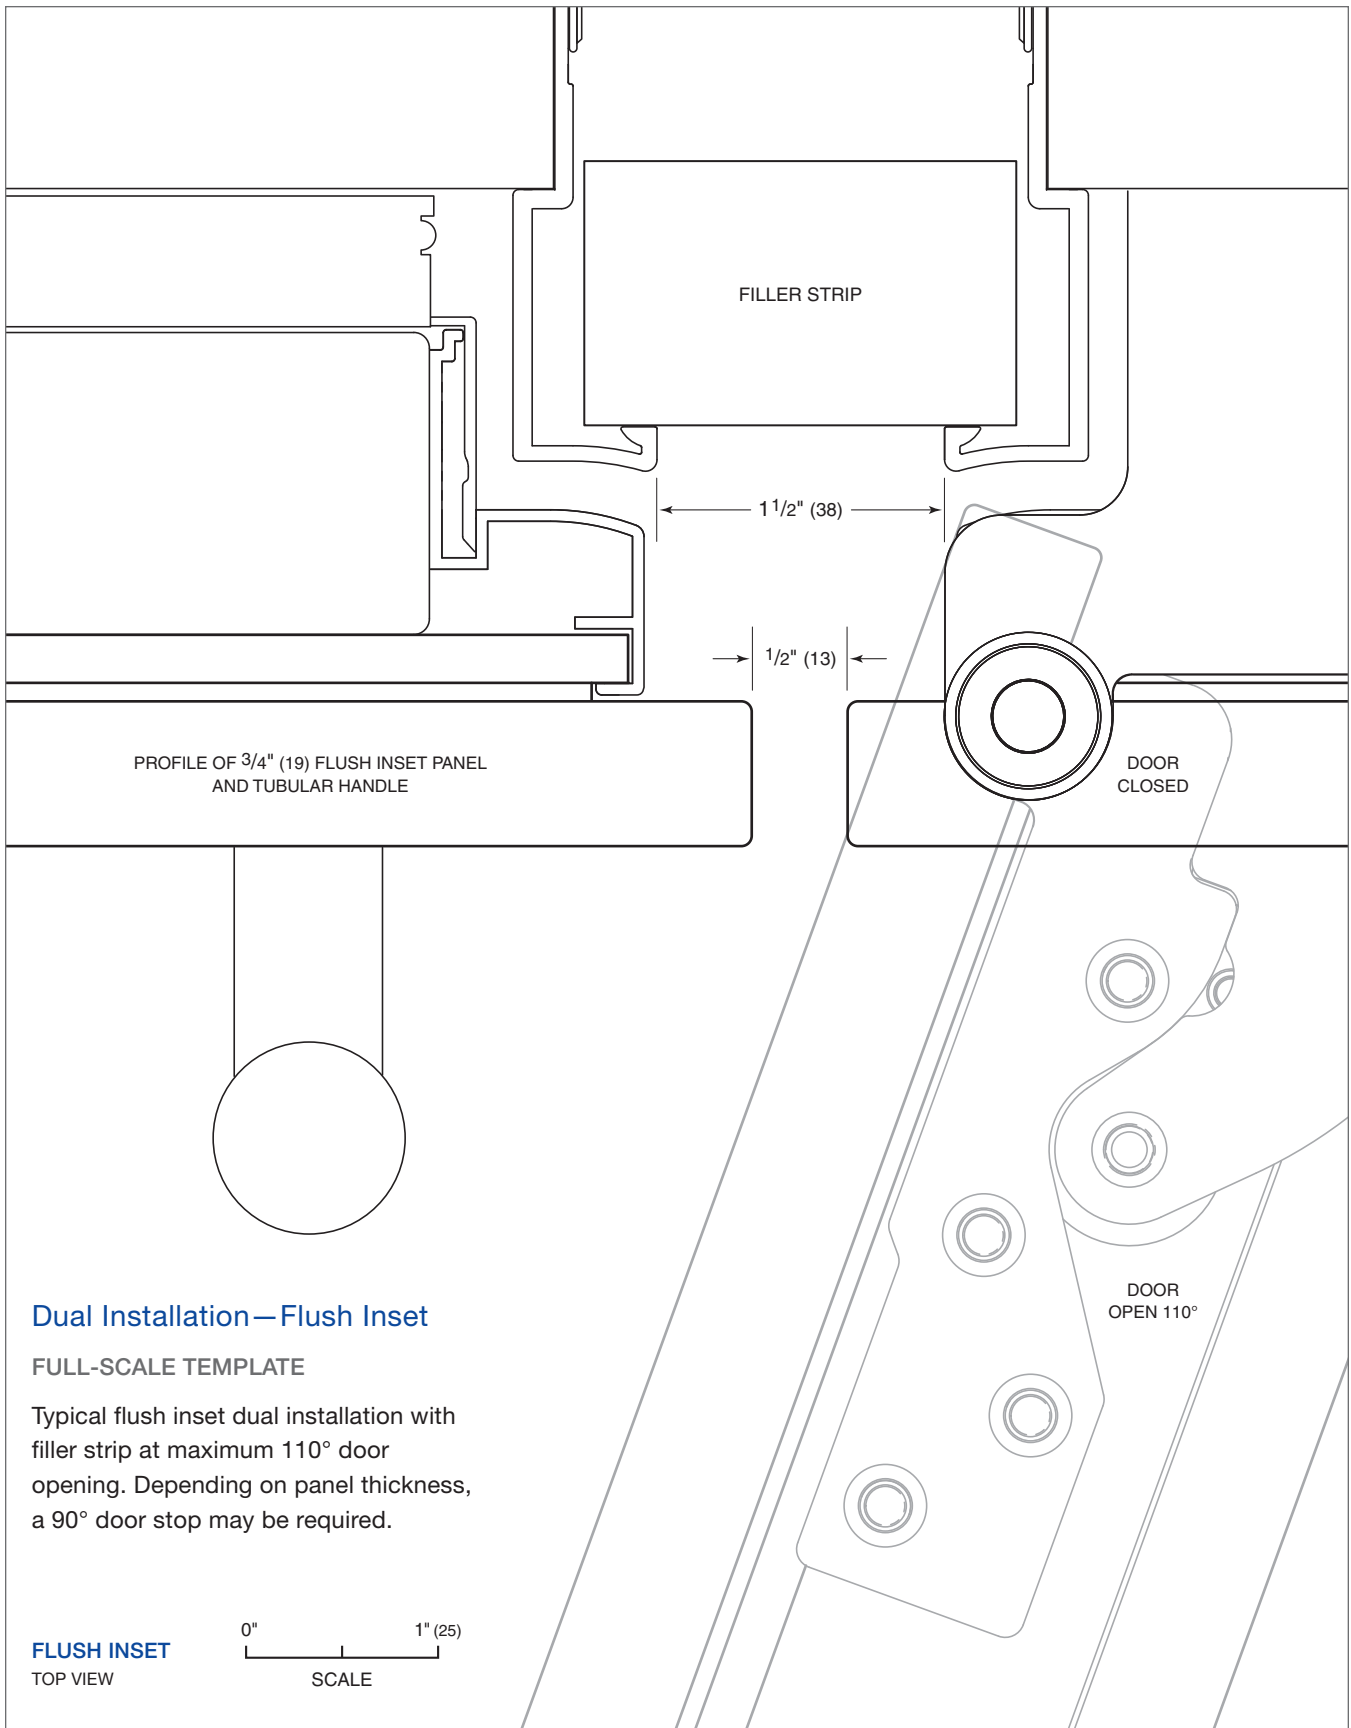 FILLER STRIP
1 1/2" (38)
1/2" (13)
PROFILE OF 3/4" (19) FLUSH INSET PANEL
AND TUBULAR HANDLE
DOOR
CLOSED
DOOR
OPEN 110°
Dual Installation—Flush Inset
FULL-SCALE TEMPLATE
Typical flush inset dual installation with
filler strip at maximum 110° door
opening. Depending on panel thickness,
a 90° door stop may be required.
FLUSH INSET
TOP VIEW
0" 1" (25)
SCALE